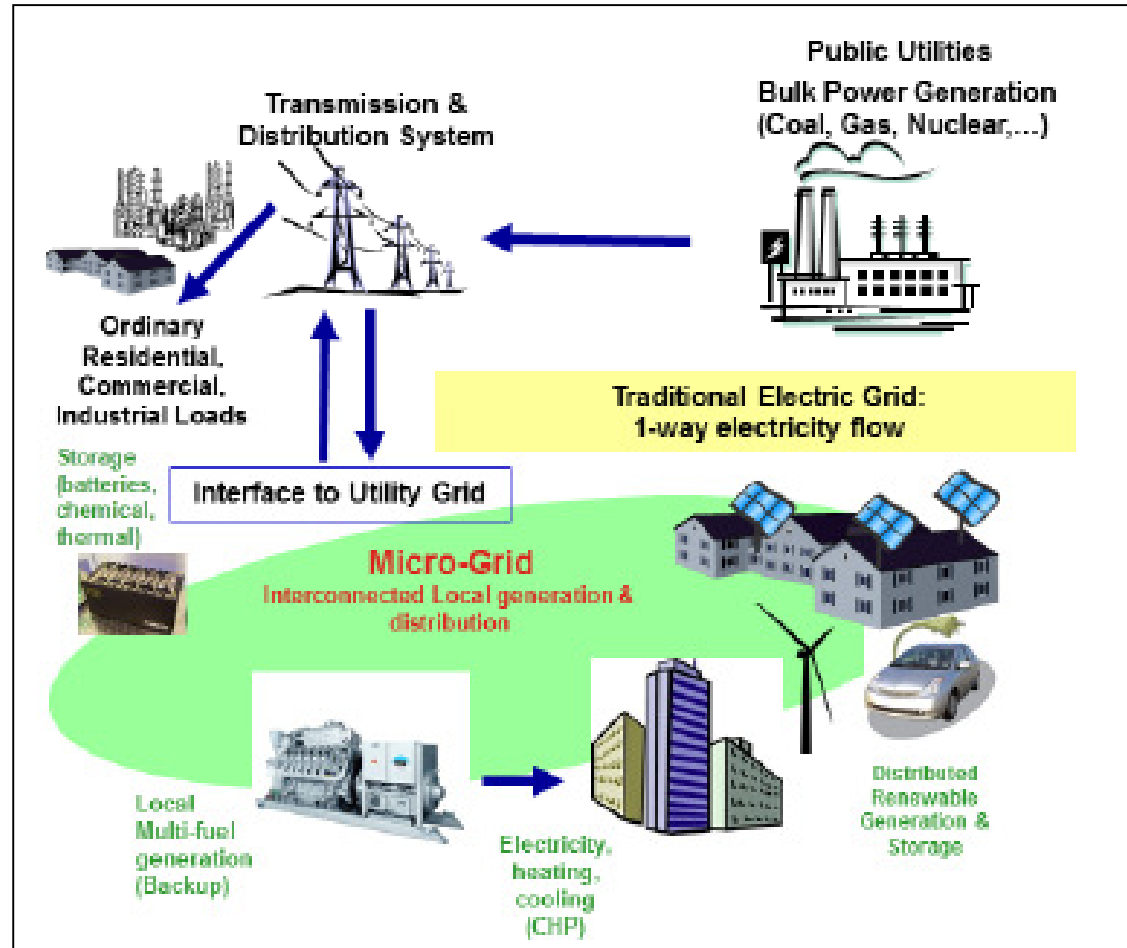 Public Utilities
Bulk Power Generation
(Coal, Gas, Nuclear,...)
Transmission &
Distribution System
Ordinary
Residential,
Commercial,
Industrial Loads
Traditional Electric Grid:
1-way electricity flow
Storage
(batteries,
chemical,
thermal)
Interface to Utility Grid
Micro-Grid
Interconnected Local generation &
distribution
Local
Multi-fuel
generation
(Backup)
Electricity,
heating,
cooling
(CHP)
Distributed
Renewable
Generation &
Storage